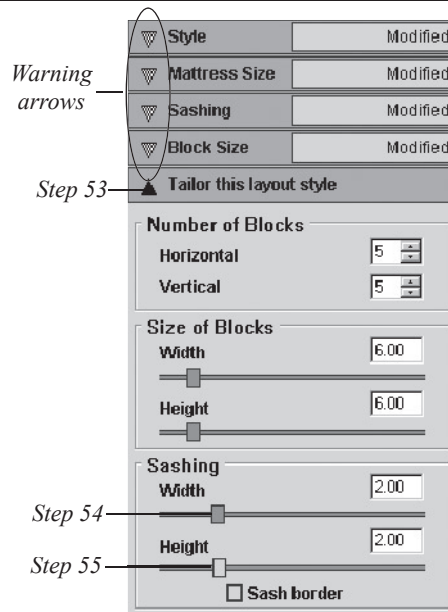 Style Modified
Warning arrows
Mattress Size Modified
Sashing Modified
Block Size Modified
Step 53
Tailor this layout style
Number of Blocks
Horizontal 5
Vertical 5
Size of Blocks
Width 6.00
Height 6.00
Sashing
Width 2.00
Step 54
Height 2.00
Step 55
Sash border